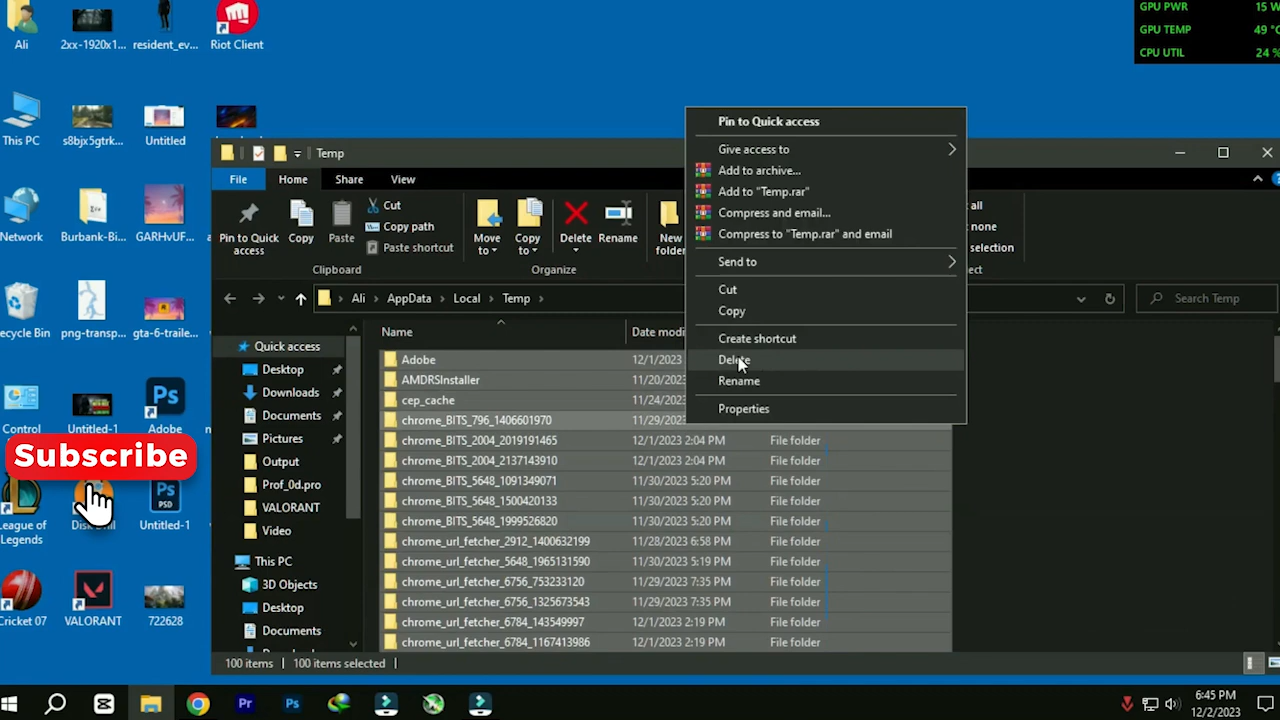 GPU PWR 15 W
GPU TEMP 49 °C
CPU UTIL 24 %
Ali
2xx-1920x1...
resident_ev...
Riot Client
This PC
s8bjx5gtrk...
Untitled
Network
Burbank-Bi...
GARHvUF...
ecycle Bin
png-transp...
gta-6-traile...
Control
Untitled-1
Adobe
Subscribe
League of
Legends
Disk Drill
Untitled-1
Cricket 07
VALORANT
722628
Temp
File Home Share View
Pin to Quick
access
Copy
Paste
Cut
Copy path
Paste shortcut
Clipboard
Move
to
Copy
to
Delete
Rename
Organize
New
folder
all
none
selection
ect
Ali
AppData
Local
Temp
Search Temp
Quick access
Desktop
Downloads
Documents
Pictures
Output
Prof_0d.pro
VALORANT
Video
This PC
3D Objects
Desktop
Documents
Name Date modi
Adobe 12/1/2023
AMDRSInstaller 11/20/2023
cep_cache 11/24/2023
chrome_BITS_796_1406601970 11/29/2023
chrome_BITS_2004_2019191465 12/1/2023 2:04 PM File folder
chrome_BITS_2004_2137143910 12/1/2023 2:04 PM File folder
chrome_BITS_5648_1091349071 11/30/2023 5:20 PM File folder
chrome_BITS_5648_1500420133 11/30/2023 5:20 PM File folder
chrome_BITS_5648_1999526820 11/30/2023 5:20 PM File folder
chrome_url_fetcher_2912_1400632199 11/28/2023 6:58 PM File folder
chrome_url_fetcher_5648_1965131590 11/30/2023 5:19 PM File folder
chrome_url_fetcher_6756_753233120 11/29/2023 7:35 PM File folder
chrome_url_fetcher_6756_1325673543 11/29/2023 7:35 PM File folder
chrome_url_fetcher_6784_143549997 12/1/2023 2:19 PM File folder
chrome_url_fetcher_6784_1167413986 12/1/2023 2:19 PM File folder
100 items
100 items selected
Pin to Quick access
Give access to
Add to archive...
Add to "Temp.rar"
Compress and email...
Compress to "Temp.rar" and email
Send to
Cut
Copy
Create shortcut
Delete
Rename
Properties
Pr
Ps
6:45 PM
12/2/2023